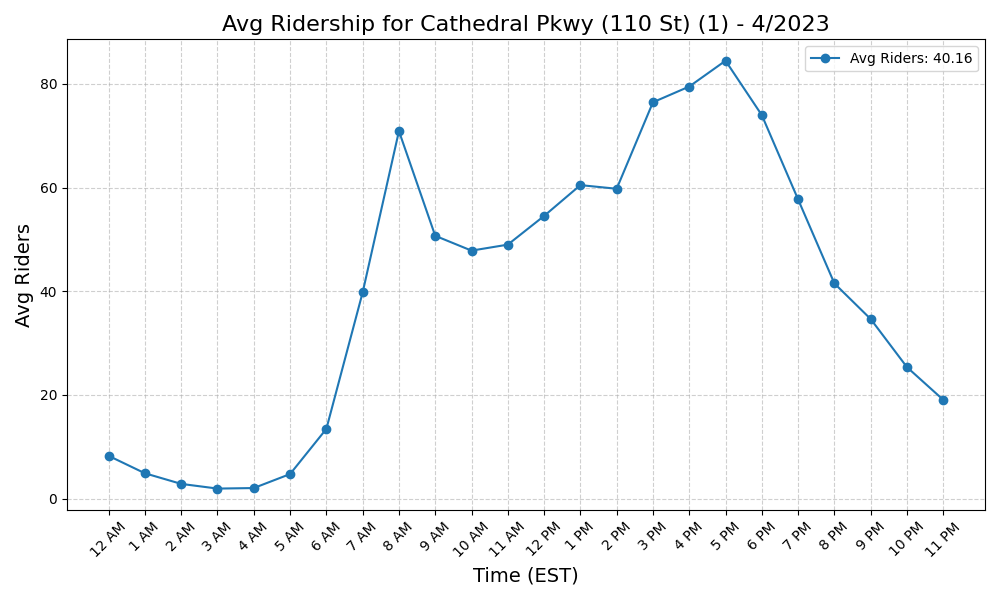 Avg Ridership for Cathedral Pkwy (110 St) (1) - 4/2023
Avg Riders: 40.16
Avg Riders
80
60
40
20
0
12 AM
1 AM
2 AM
3 AM
4 AM
5 AM
6 AM
7 AM
8 AM
9 AM
10 AM
11 AM
12 PM
1 PM
2 PM
3 PM
4 PM
5 PM
6 PM
7 PM
8 PM
9 PM
10 PM
11 PM
Time (EST)